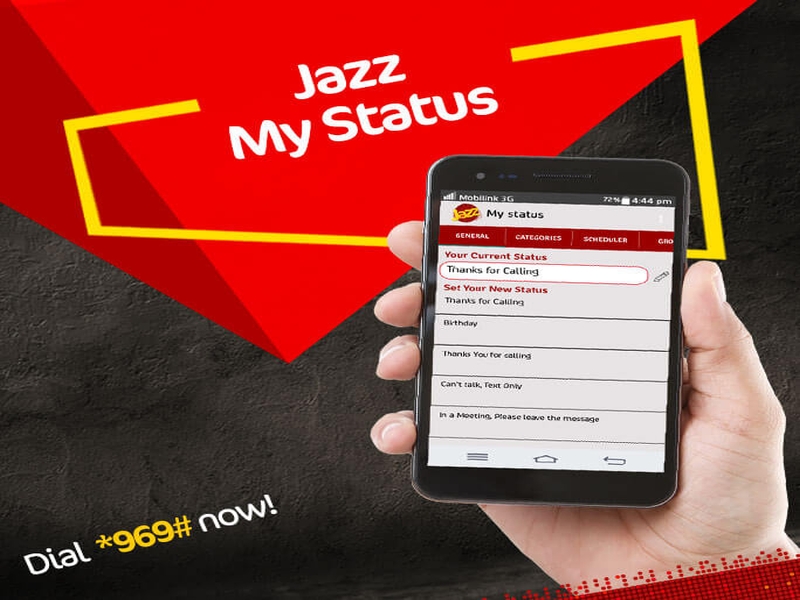 Jazz
My Status
Mobilink 3G 72% 4:44 pm
Jazz My status
GENERAL CATEGORIES SCHEDULER GRO
Your Current Status
Thanks for Calling
Set Your New Status
Thanks for Calling
Birthday
Thanks You for calling
Can't talk, Text Only
In a Meeting, Please leave the message
Dial *969# now!